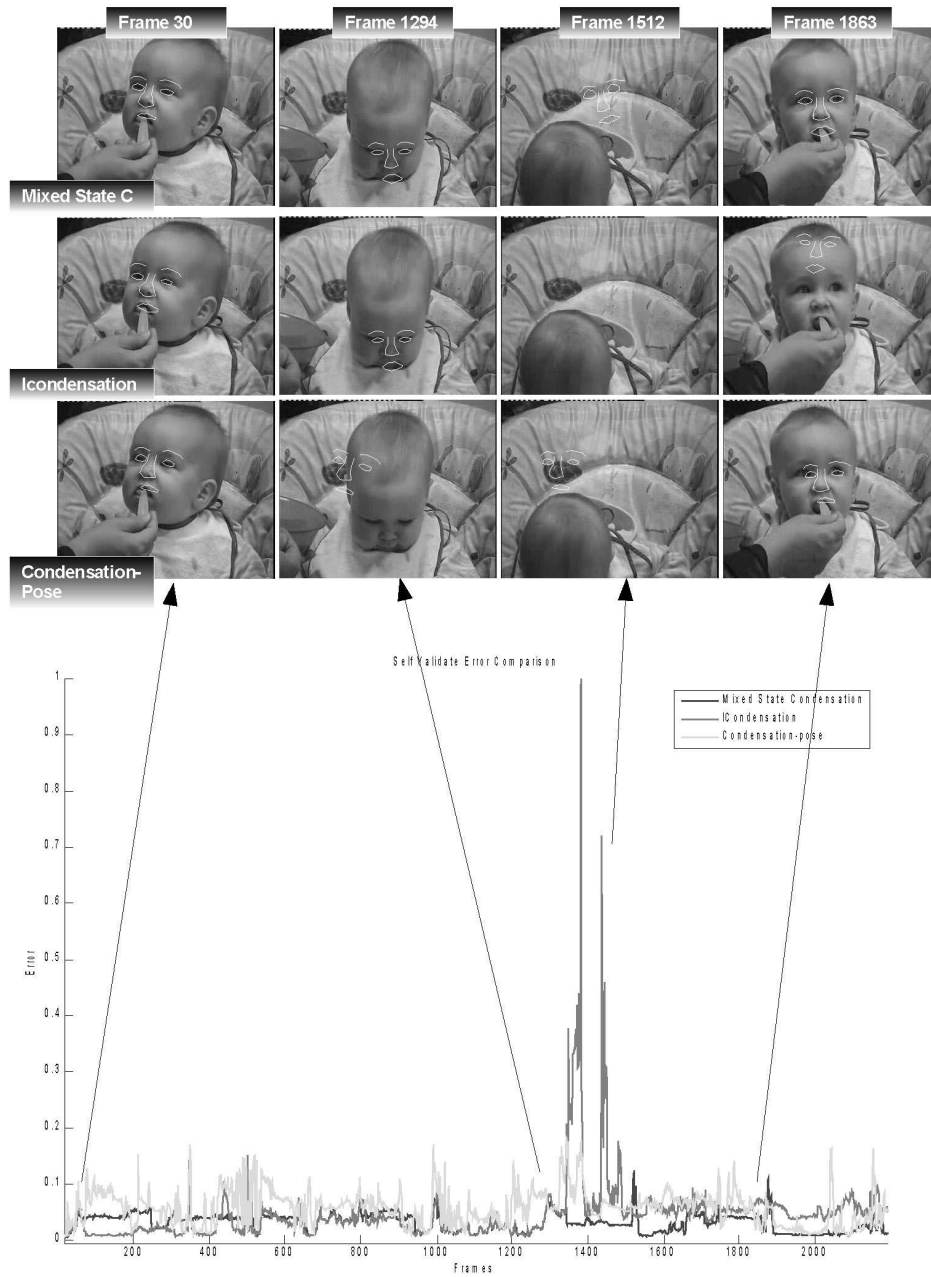 Frame 30
Frame 1294
Frame 1512
Frame 1863
Mixed State C
Icondensation
Condensation-
Pose
Self Validate Error Comparison
Mixed State Condensation
ICondensation
Condensation-pose
1
0.9
0.8
0.7
0.6
0.5
0.4
0.3
0.2
0.1
0
Error
200 400 600 800 1000 1200 1400 1600 1800 2000
Frames